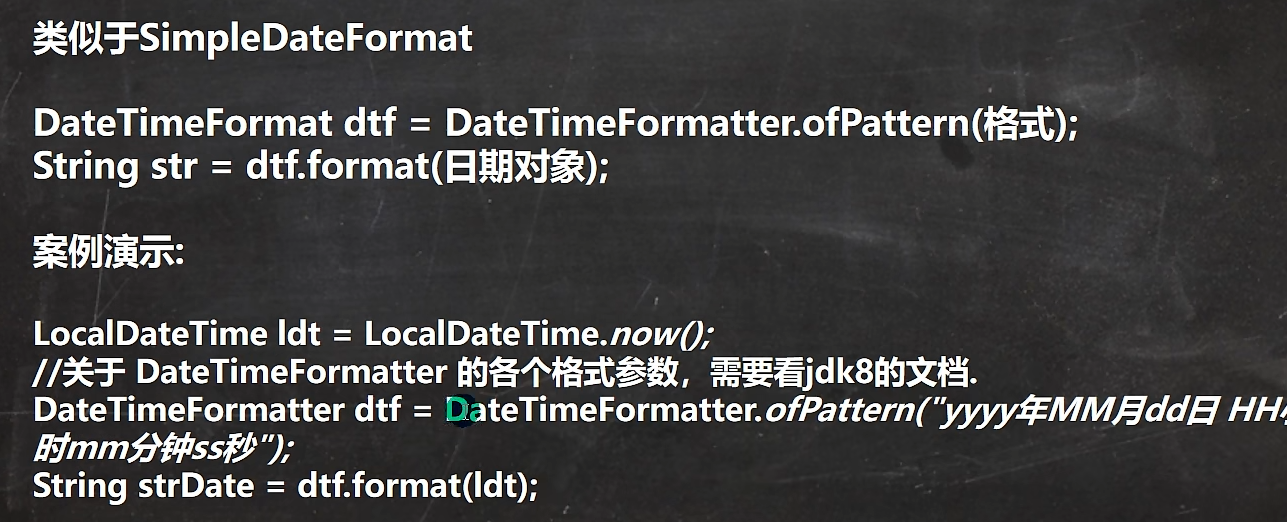 类似于SimpleDateFormat
DateTimeFormat dtf = DateTimeFormatter.ofPattern(格式);
String str = dtf.format(日期对象);
案例演示:
LocalDateTime ldt = LocalDateTime.now();
//关于 DateTimeFormatter 的各个格式参数，需要看jdk8的文档.
DateTimeFormatter dtf = DateTimeFormatter.ofPattern("yyyy年MM月dd日 HH
时mm分钟ss秒");
String strDate = dtf.format(ldt);